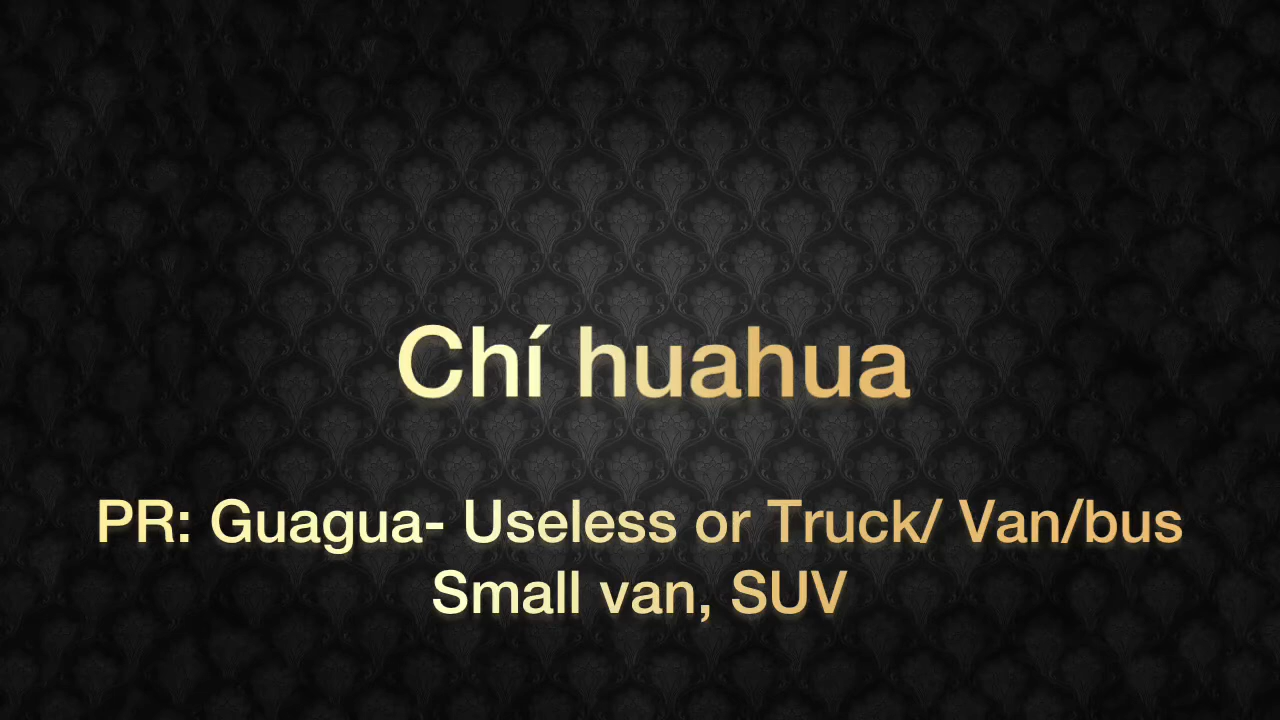 Chí huahua
PR: Guagua- Useless or Truck/ Van/bus
Small van, SUV